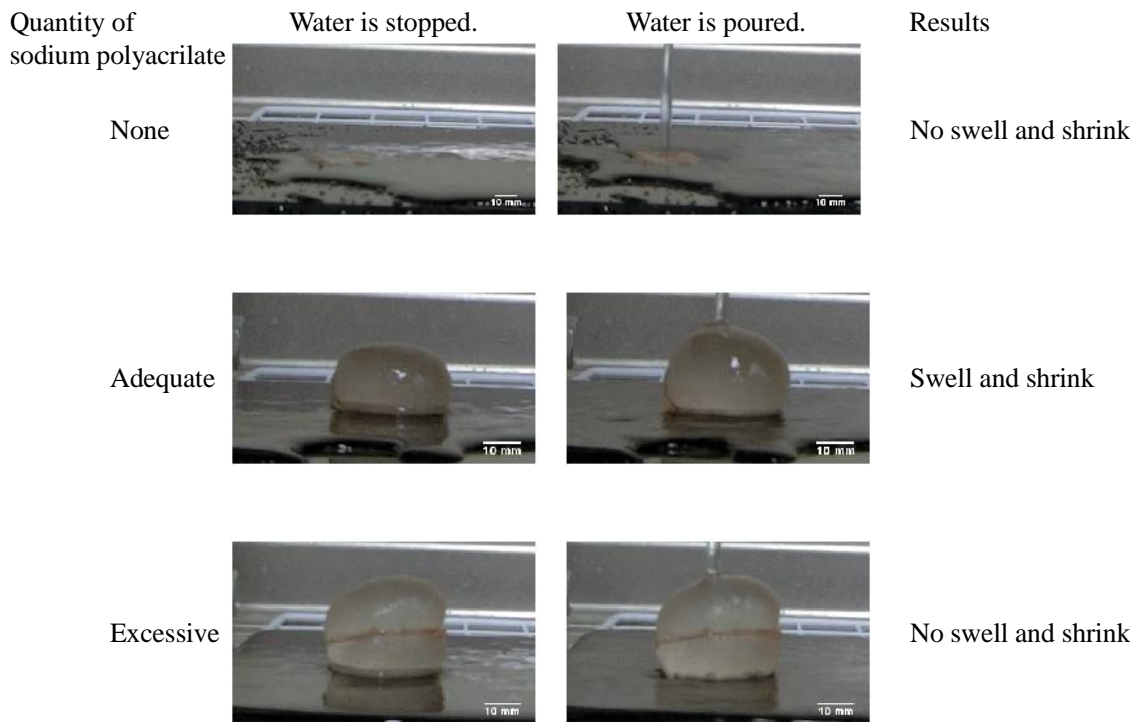 Quantity of
sodium polyacrilate
Water is stopped.
Water is poured.
Results
None
10 mm
10 mm
No swell and shrink
Adequate
10 mm
10 mm
Swell and shrink
Excessive
10 mm
10 mm
No swell and shrink